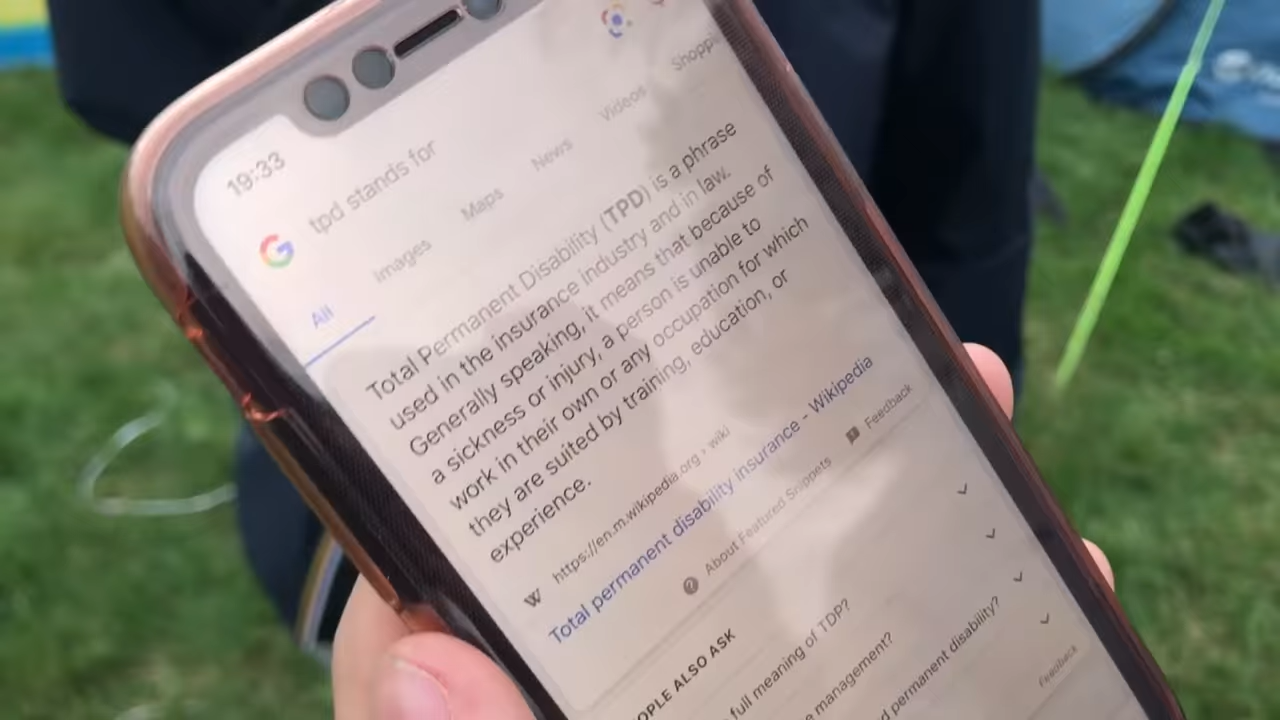 19:33
tpd stands for
All Images Maps News Videos Shoppi
Total Permanent Disability (TPD) is a phrase
used in the insurance industry and in law.
Generally speaking, it means that because of
a sickness or injury, a person is unable to
work in their own or any occupation for which
they are suited by training, education, or
experience.
W https://en.m.wikipedia.org › wiki
Total permanent disability insurance - Wikipedia
About Featured Snippets Feedback
OPLE ALSO ASK
full meaning of TDP?
management?
d permanent disability?
Feedback